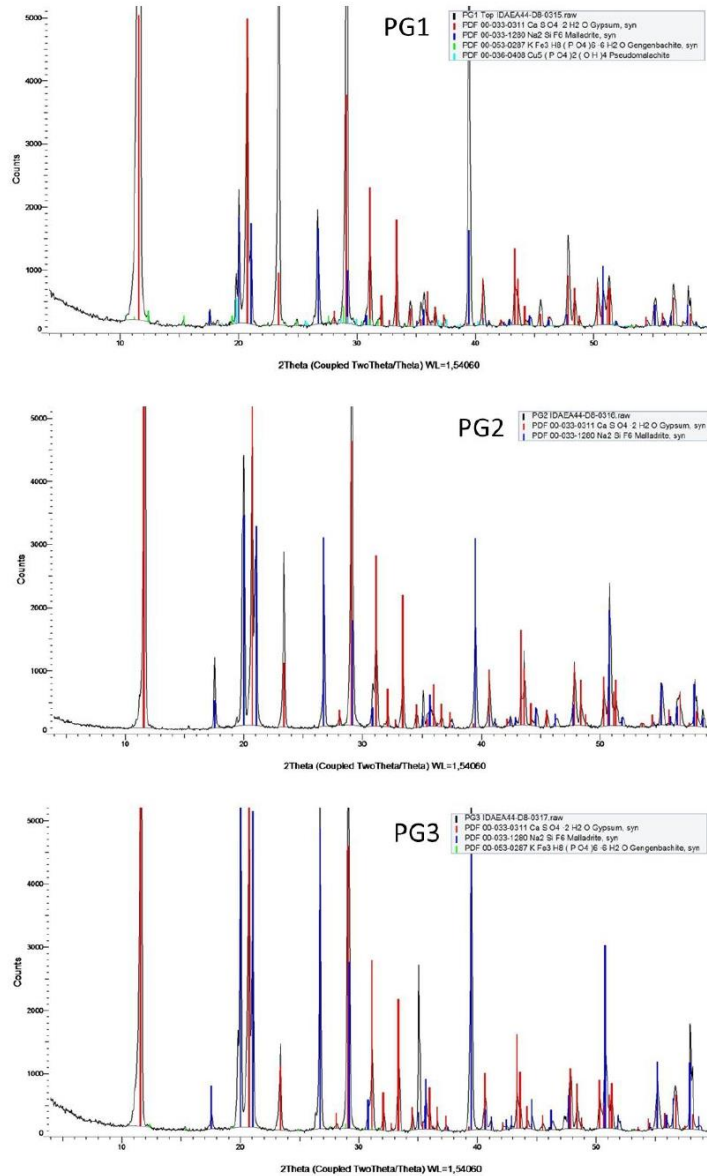 PG1
PG1 Top IDAEA44-D8-0315.raw
PDF 00-033-0311 Ca S O4 ·2 H2 O Gypsum, syn
PDF 00-033-1280 Na2 Si F6 Malladrite, syn
PDF 00-053-0287 K Fe3 H8 ( P O4 )6 ·6 H2 O Gengenbachite, syn
PDF 00-036-0408 Cu5 ( P O4 )2 ( O H )4 Pseudomalachite
Counts
5000
4000
3000
2000
1000
0
10 20 30 40 50
2Theta (Coupled TwoTheta/Theta) WL=1,54060
PG2
PG2 IDAEA44-D8-0316.raw
PDF 00-033-0311 Ca S O4 ·2 H2 O Gypsum, syn
PDF 00-033-1280 Na2 Si F6 Malladrite, syn
Counts
5000
4000
3000
2000
1000
0
10 20 30 40 50
2Theta (Coupled TwoTheta/Theta) WL=1,54060
PG3
PG3 IDAEA44-D8-0317.raw
PDF 00-033-0311 Ca S O4 ·2 H2 O Gypsum, syn
PDF 00-033-1280 Na2 Si F6 Malladrite, syn
PDF 00-053-0287 K Fe3 H8 ( P O4 )6 ·6 H2 O Gengenbachite, syn
Counts
5000
4000
3000
2000
1000
0
10 20 30 40 50
2Theta (Coupled TwoTheta/Theta) WL=1,54060